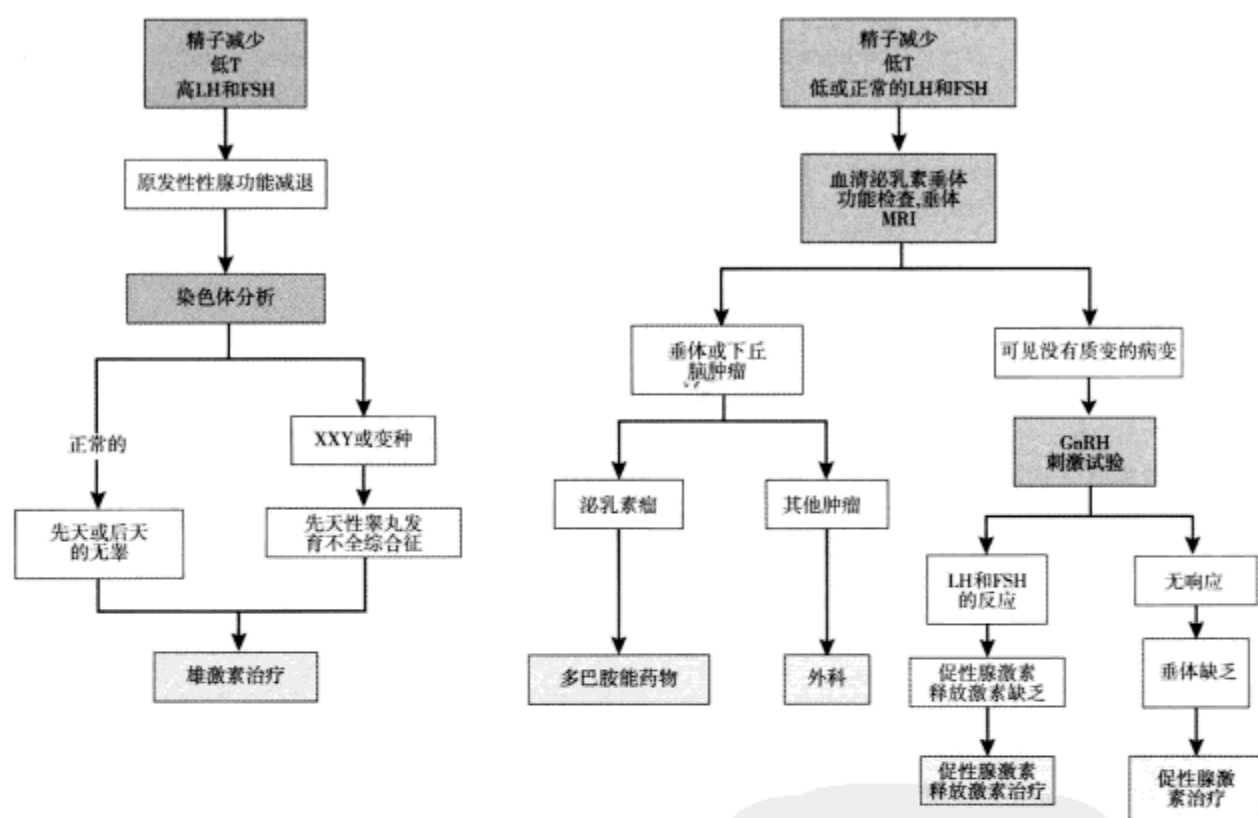 精子减少
低T
高LH和FSH
原发性性腺功能减退
染色体分析
正常的
XXY或变种
先天或后天
的无睾
先天性睾丸发
育不全综合征
雄激素治疗
精子减少
低T
低或正常的LH和FSH
血清泌乳素垂体
功能检查,垂体
MRI
垂体或下丘
脑肿瘤
可见没有质变的病变
泌乳素瘤
其他肿瘤
GnRH
刺激试验
多巴胺能药物
外科
LH和FSH
的反应
无响应
促性腺激素
释放激素缺乏
垂体缺乏
促性腺激素
释放激素治疗
促性腺激
素治疗